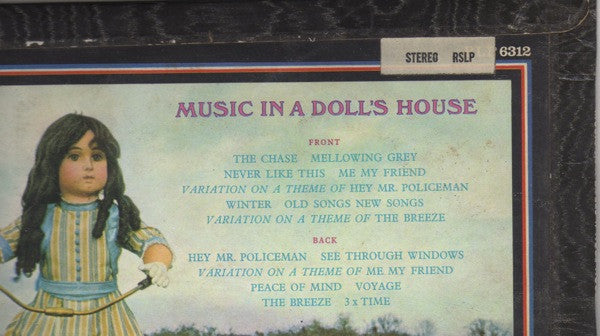 STEREO RSLP 6312
MUSIC IN A DOLL'S HOUSE
FRONT
THE CHASE MELLOWING GREY
NEVER LIKE THIS ME MY FRIEND
VARIATION ON A THEME OF HEY MR. POLICEMAN
WINTER OLD SONGS NEW SONGS
VARIATION ON A THEME OF THE BREEZE
BACK
HEY MR. POLICEMAN SEE THROUGH WINDOWS
VARIATION ON A THEME OF ME MY FRIEND
PEACE OF MIND VOYAGE
THE BREEZE 3 x TIME